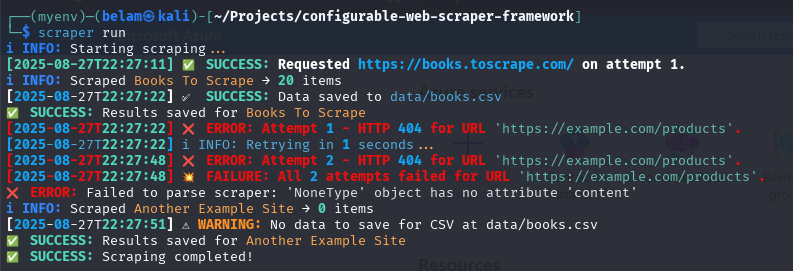 ┌──(myenv)─(belam㉿kali)-[~/Projects/configurable-web-scraper-framework]
└─$ scraper run
i INFO: Starting scraping...
[2025-08-27T22:27:11] ✅ SUCCESS: Requested https://books.toscrape.com/ on attempt 1.
i INFO: Scraped Books To Scrape → 20 items
[2025-08-27T22:27:22] ✓ SUCCESS: Data saved to data/books.csv
✅ SUCCESS: Results saved for Books To Scrape
[2025-08-27T22:27:22] ❌ ERROR: Attempt 1 - HTTP 404 for URL 'https://example.com/products'.
[2025-08-27T22:27:22] i INFO: Retrying in 1 seconds...
[2025-08-27T22:27:48] ❌ ERROR: Attempt 2 - HTTP 404 for URL 'https://example.com/products'.
[2025-08-27T22:27:48] 💥 FAILURE: All 2 attempts failed for URL 'https://example.com/products'.
❌ ERROR: Failed to parse scraper: 'NoneType' object has no attribute 'content'
i INFO: Scraped Another Example Site → 0 items
[2025-08-27T22:27:51] ⚠ WARNING: No data to save for CSV at data/books.csv
✅ SUCCESS: Results saved for Another Example Site
✅ SUCCESS: Scraping completed!